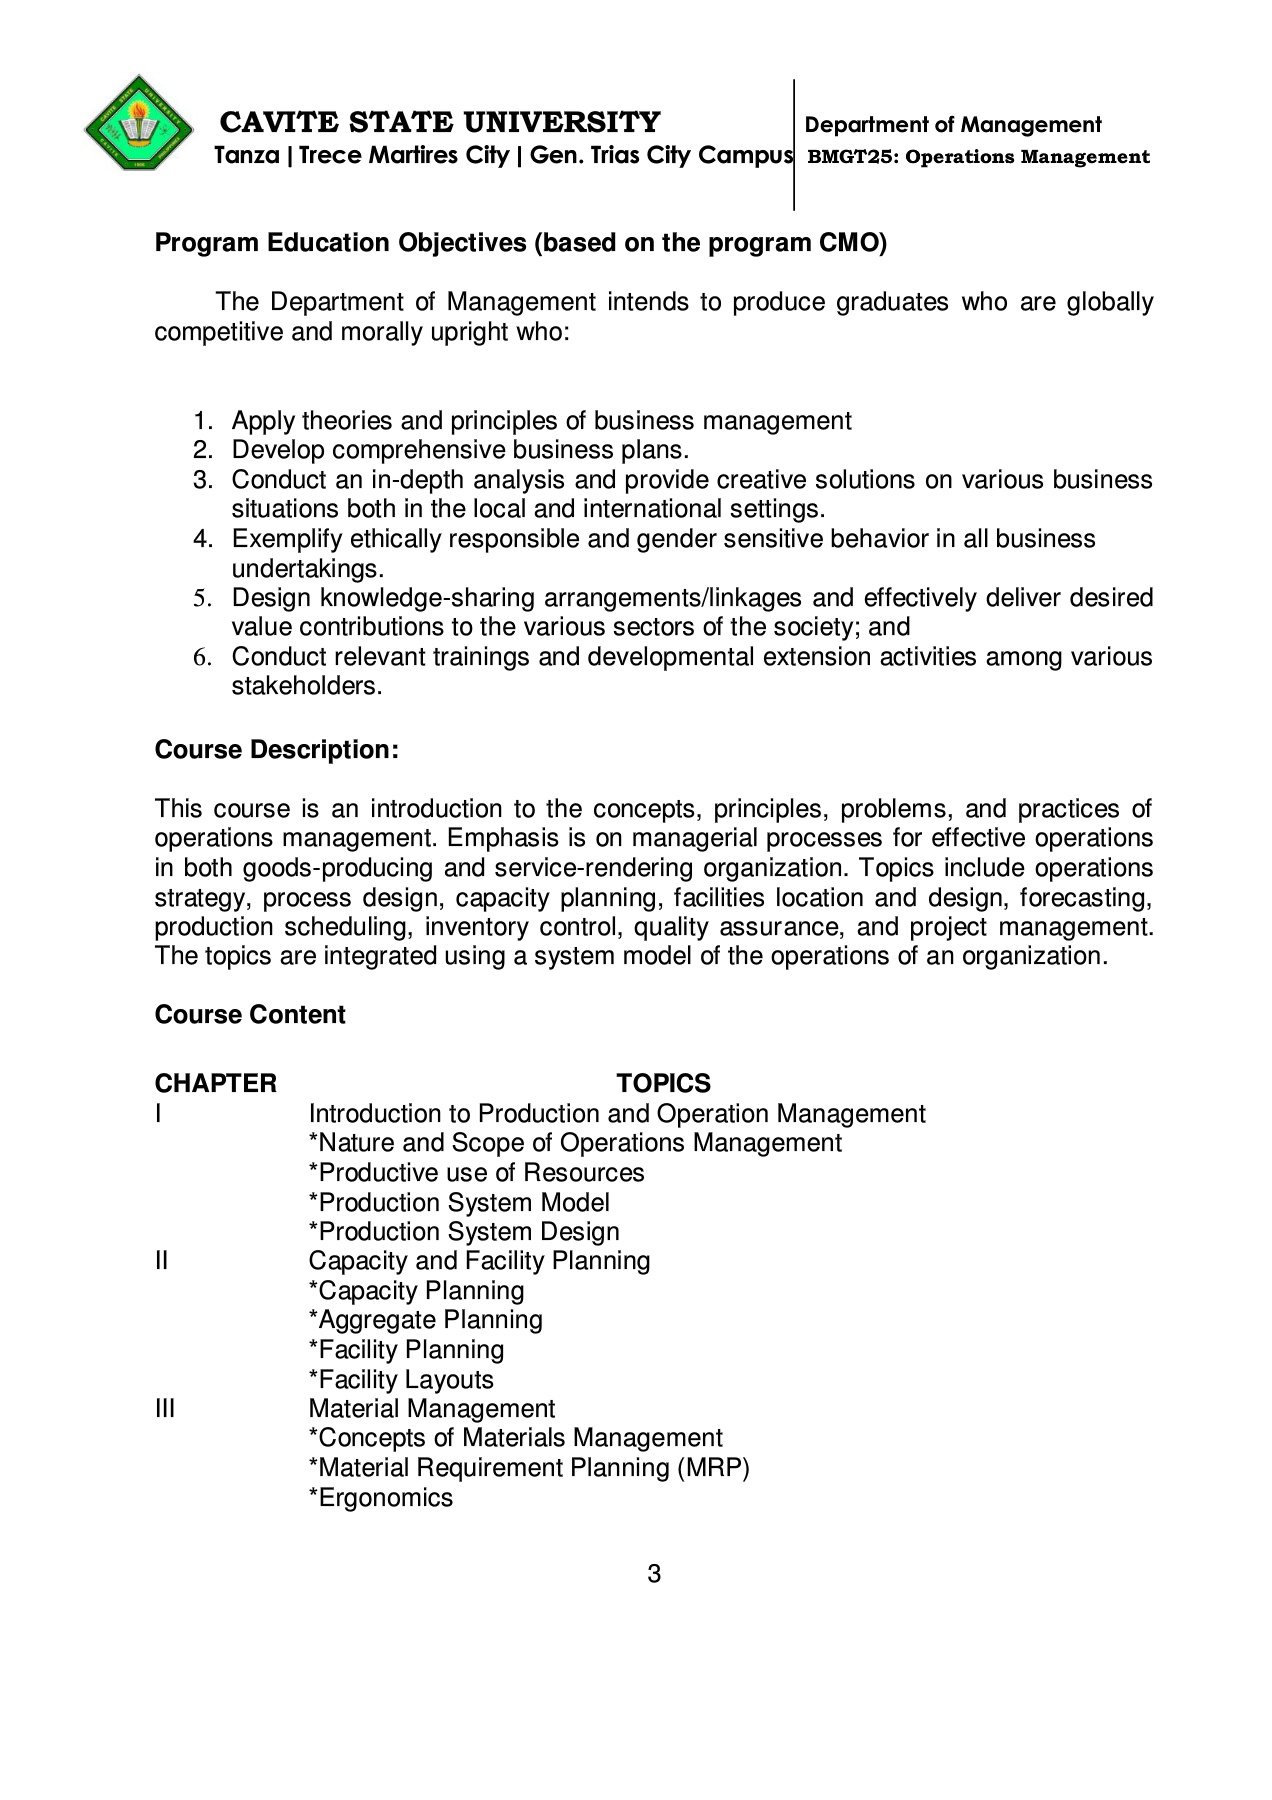 CAVITE STATE UNIVERSITY
Department of Management
Tanza | Trece Martires City | Gen. Trias City Campus
BMGT25: Operations Management
Program Education Objectives (based on the program CMO)
The Department of Management intends to produce graduates who are globally
competitive and morally upright who:
1. Apply theories and principles of business management
2. Develop comprehensive business plans.
3. Conduct an in-depth analysis and provide creative solutions on various business
situations both in the local and international settings.
4. Exemplify ethically responsible and gender sensitive behavior in all business
undertakings.
5. Design knowledge-sharing arrangements/linkages and effectively deliver desired
value contributions to the various sectors of the society; and
6. Conduct relevant trainings and developmental extension activities among various
stakeholders.
Course Description:
This course is an introduction to the concepts, principles, problems, and practices of
operations management. Emphasis is on managerial processes for effective operations
in both goods-producing and service-rendering organization. Topics include operations
strategy, process design, capacity planning, facilities location and design, forecasting,
production scheduling, inventory control, quality assurance, and project management.
The topics are integrated using a system model of the operations of an organization.
Course Content
CHAPTER TOPICS
I Introduction to Production and Operation Management
*Nature and Scope of Operations Management
*Productive use of Resources
*Production System Model
*Production System Design
II Capacity and Facility Planning
*Capacity Planning
*Aggregate Planning
*Facility Planning
*Facility Layouts
III Material Management
*Concepts of Materials Management
*Material Requirement Planning (MRP)
*Ergonomics
3